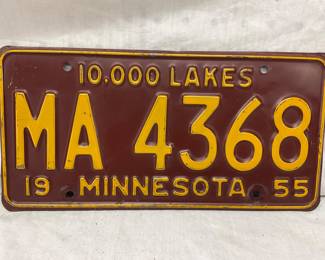 10,000 LAKES
MA 4368
19 MINNESOTA 55